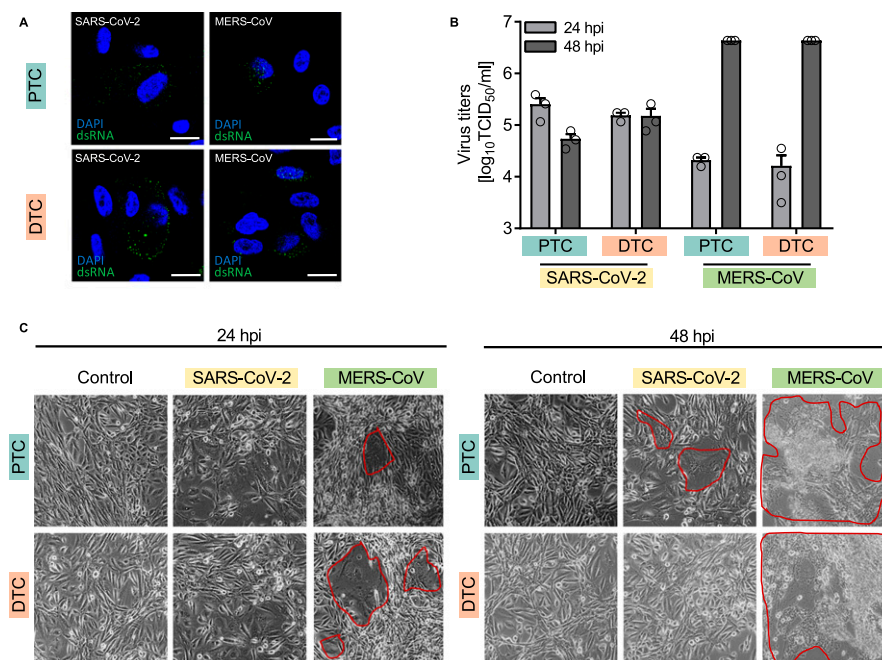 A
SARS-CoV-2
MERS-CoV
PTC
DAPI
dsRNA
DAPI
dsRNA
SARS-CoV-2
MERS-CoV
DTC
DAPI
dsRNA
DAPI
dsRNA
B
24 hpi
48 hpi
Virus titers
[log10TCID50/ml]
7
6
5
4
3
PTC
DTC
PTC
DTC
SARS-CoV-2
MERS-CoV
C
24 hpi
48 hpi
Control
SARS-CoV-2
MERS-CoV
Control
SARS-CoV-2
MERS-CoV
PTC
PTC
DTC
DTC